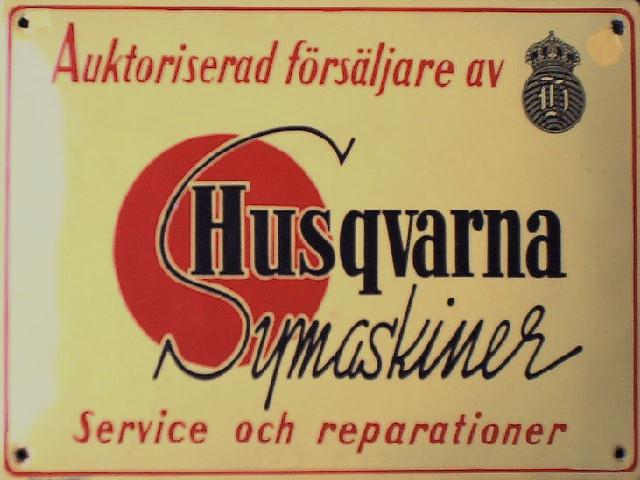 Auktoriserad försäljare av
Husqvarna
Symaskiner
Service och reparationer